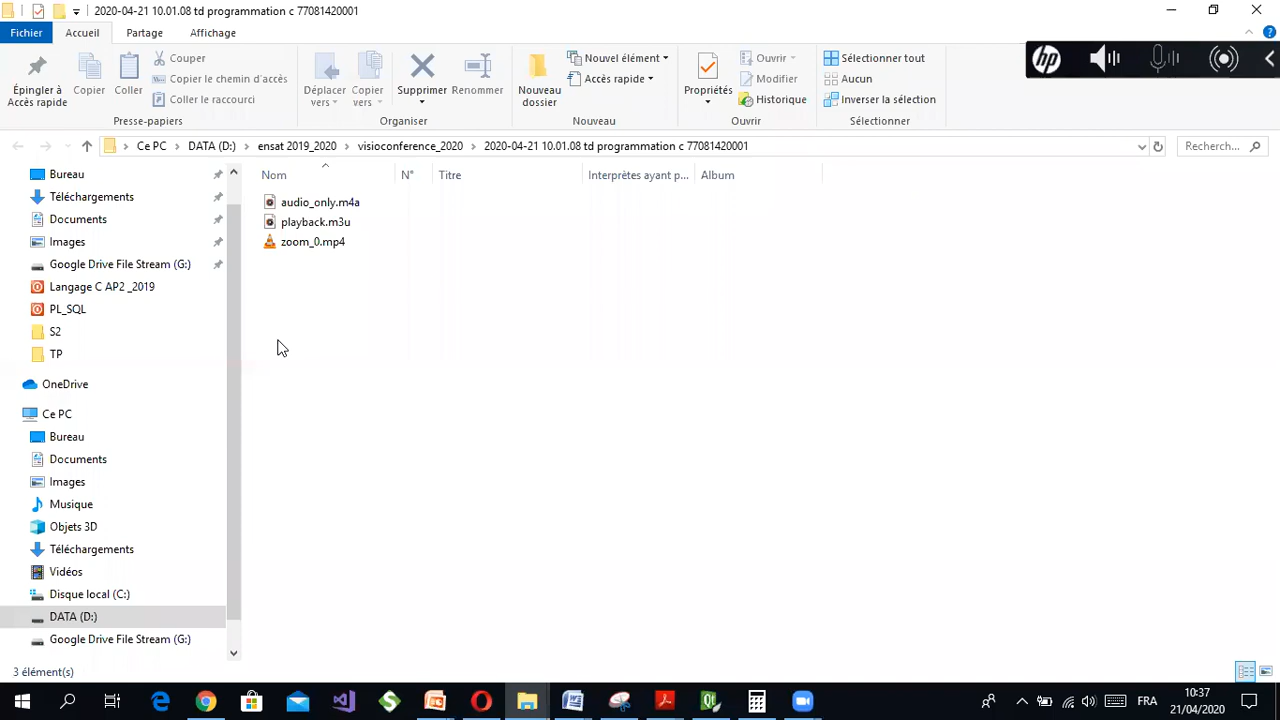 2020-04-21 10.01.08 td programmation c 77081420001
Fichier Accueil Partage Affichage
Épingler à Accès rapide
Copier
Coller
Couper
Copier le chemin d'accès
Coller le raccourci
Presse-papiers
Déplacer vers
Copier vers
Supprimer
Renommer
Organiser
Nouveau dossier
Nouvel élément
Accès rapide
Nouveau
Propriétés
Ouvrir
Modifier
Historique
Ouvrir
Sélectionner tout
Aucun
Inverser la sélection
Sélectionner
hp
Ce PC > DATA (D:) > ensat 2019_2020 > visioconference_2020 > 2020-04-21 10.01.08 td programmation c 77081420001
Recherch...
Nom N° Titre Interprètes ayant p... Album
audio_only.m4a
playback.m3u
zoom_0.mp4
Bureau
Téléchargements
Documents
Images
Google Drive File Stream (G:)
Langage C AP2 _2019
PL_SQL
S2
TP
OneDrive
Ce PC
Bureau
Documents
Images
Musique
Objets 3D
Téléchargements
Vidéos
Disque local (C:)
DATA (D:)
Google Drive File Stream (G:)
3 élément(s)
FRA
10:37
21/04/2020